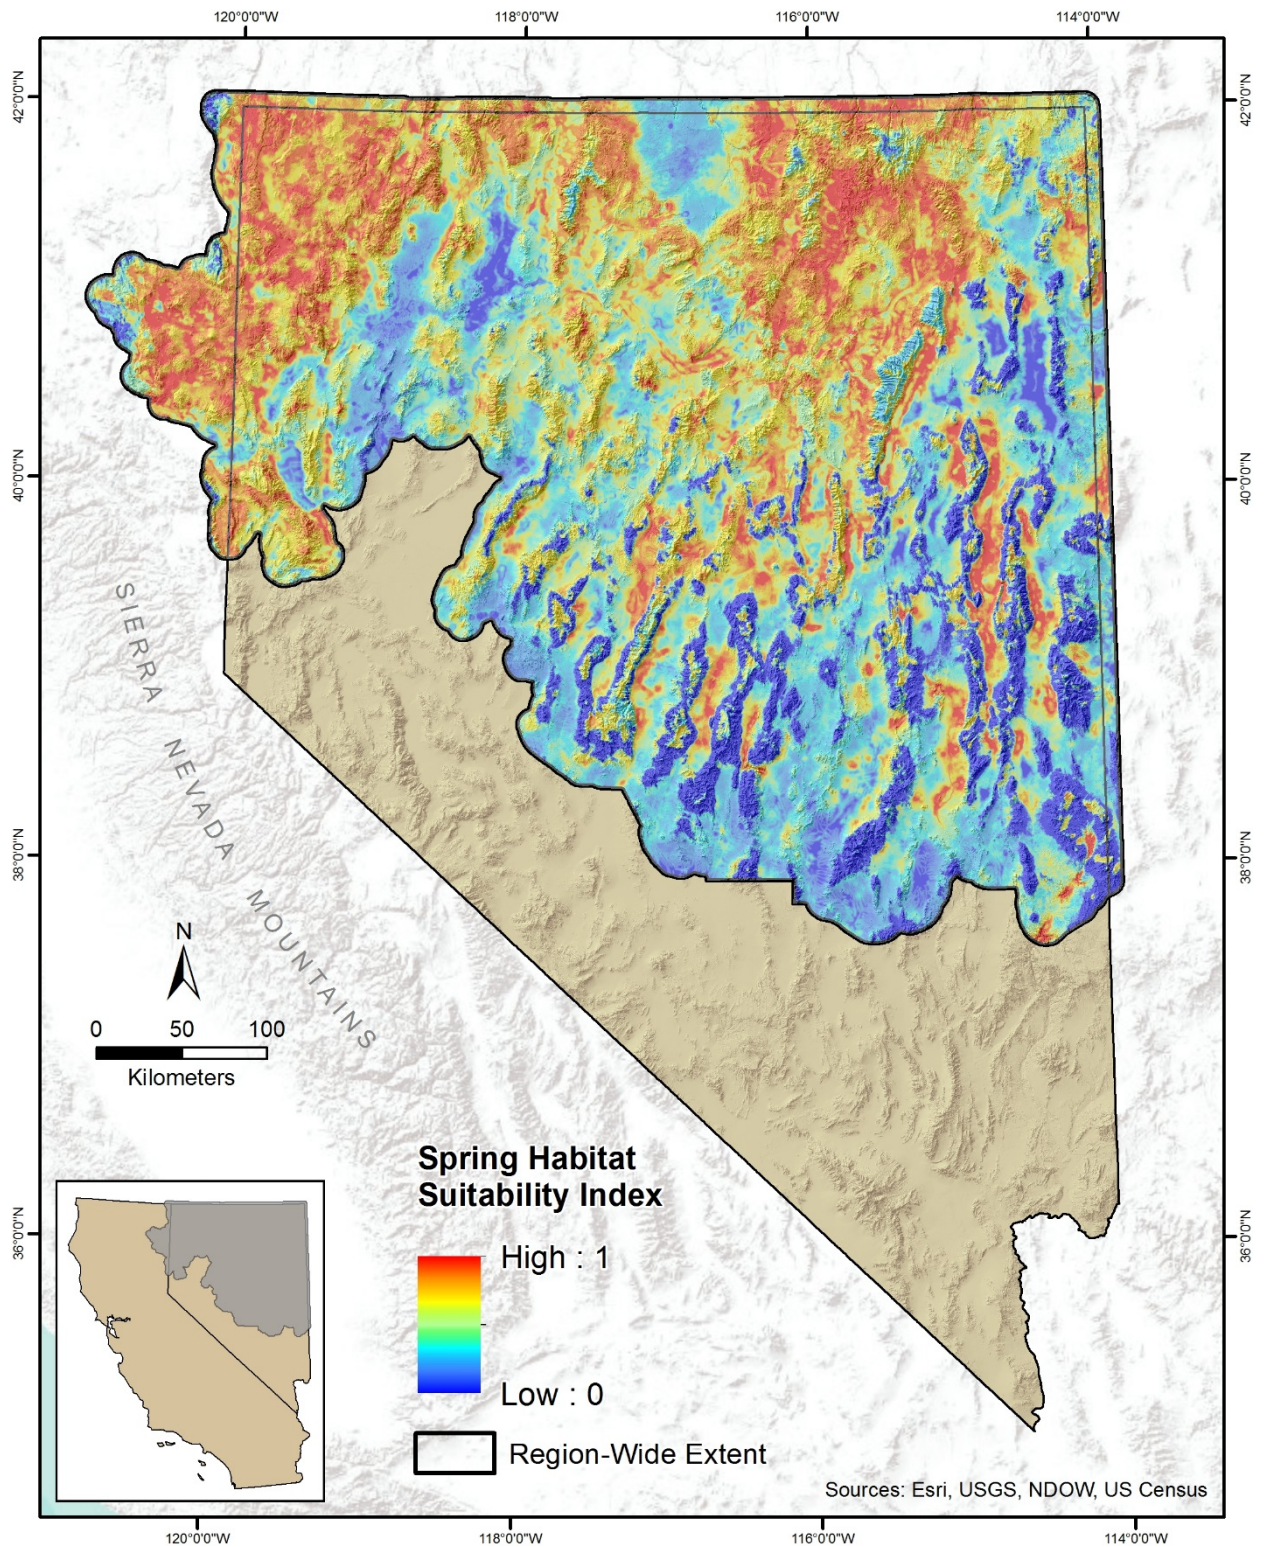 120°0'0"W 118°0'0"W 116°0'0"W 114°0'0"W
42°0'0"N 42°0'0"N
40°0'0"N 40°0'0"N
SIERRA NEVADA MOUNTAINS
38°0'0"N 38°0'0"N
N
0 50 100
Kilometers
Spring Habitat
Suitability Index
36°0'0"N 36°0'0"N
High : 1
Low : 0
Region-Wide Extent
Sources: Esri, USGS, NDOW, US Census
120°0'0"W 118°0'0"W 116°0'0"W 114°0'0"W